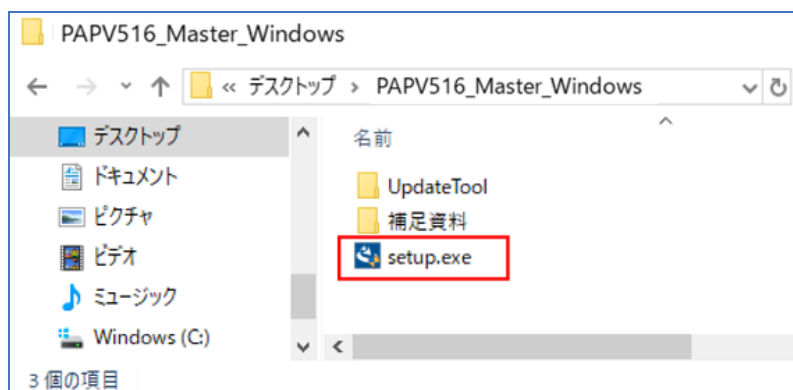 PAPV516_Master_Windows
« デスクトップ › PAPV516_Master_Windows
デスクトップ
ドキュメント
ピクチャ
ビデオ
ミュージック
Windows (C:)
名前
UpdateTool
補足資料
setup.exe
3 個の項目